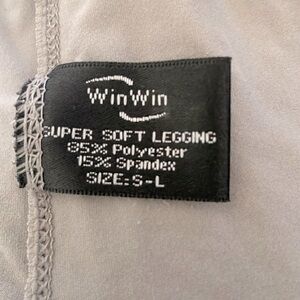 WinWin
SUPER SOFT LEGGING
85% Polyester
15% Spandex
SIZE:S-L